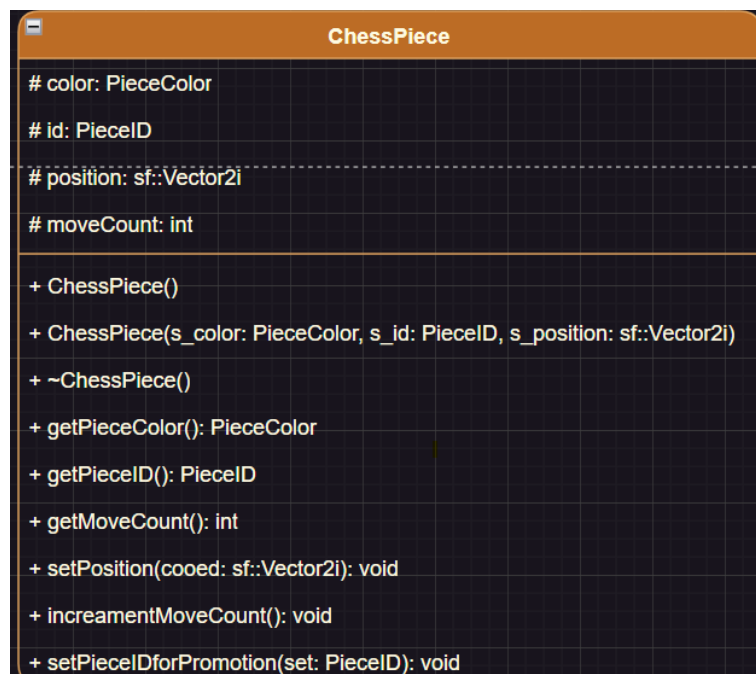 ChessPiece
# color: PieceColor
# id: PieceID
# position: sf::Vector2i
# moveCount: int
+ ChessPiece()
+ ChessPiece(s_color: PieceColor, s_id: PieceID, s_position: sf::Vector2i)
+ ~ChessPiece()
+ getPieceColor(): PieceColor
+ getPieceID(): PieceID
+ getMoveCount(): int
+ setPosition(cooed: sf::Vector2i): void
+ increamentMoveCount(): void
+ setPieceIDforPromotion(set: PieceID): void